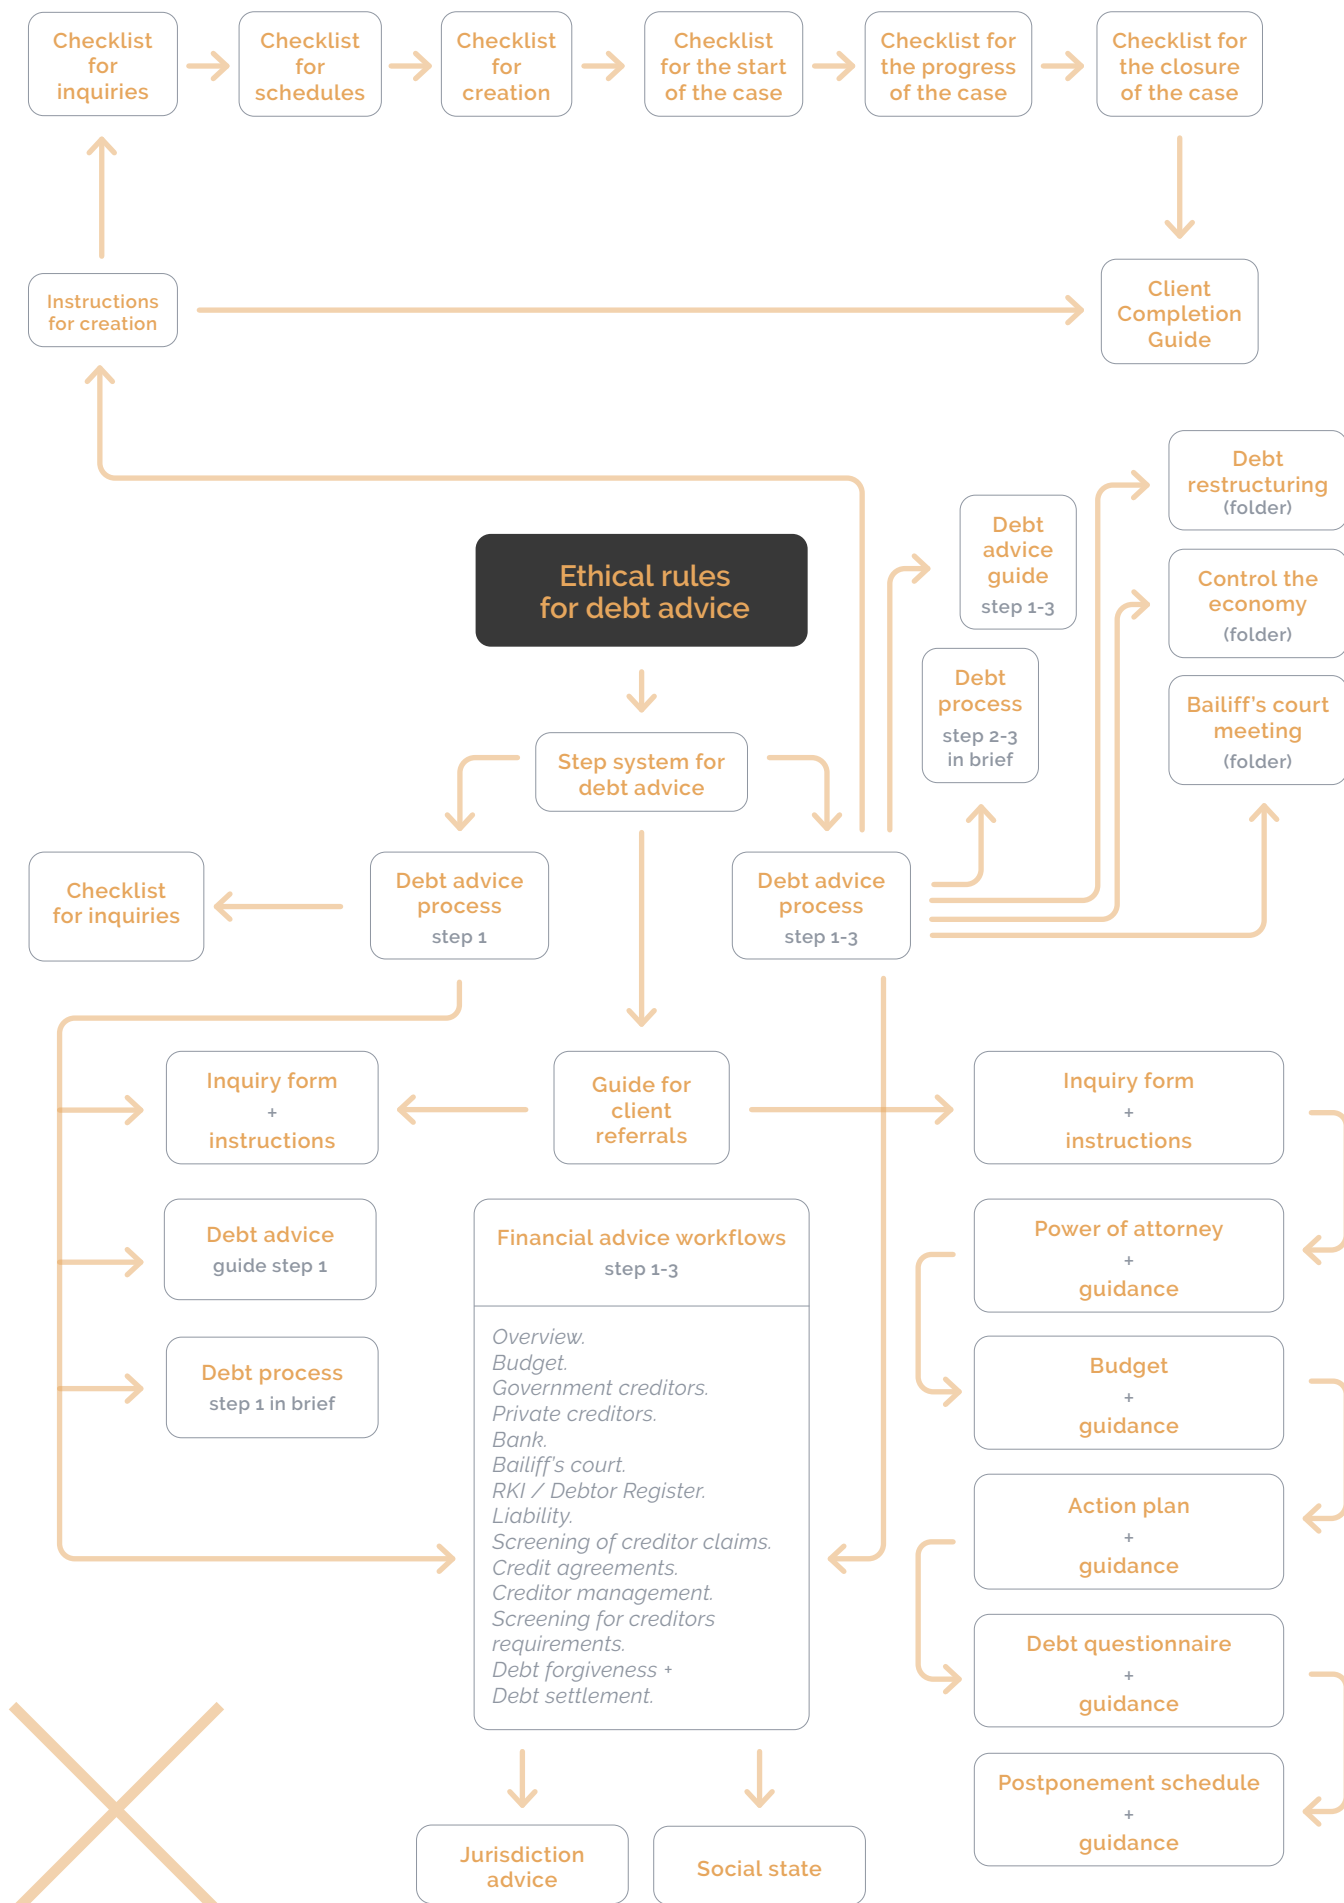 Checklist
for
inquiries
Checklist
for
schedules
Checklist
for
creation
Checklist
for the start
of the case
Checklist for
the progress
of the case
Checklist for
the closure
of the case
Instructions
for creation
Client
Completion
Guide
Debt
restructuring
(folder)
Debt
advice
guide
step 1-3
Control the
economy
(folder)
Ethical rules
for debt advice
Debt
process
step 2-3
in brief
Bailiff's court
meeting
(folder)
Step system for
debt advice
Checklist
for inquiries
Debt advice
process
step 1
Debt advice
process
step 1-3
Inquiry form
+
instructions
Guide for
client
referrals
Inquiry form
+
instructions
Debt advice
guide step 1
Debt process
step 1 in brief
Financial advice workflows
step 1-3
Overview.
Budget.
Government creditors.
Private creditors.
Bank.
Bailiff's court.
RKI / Debtor Register.
Liability.
Screening of creditor claims.
Credit agreements.
Creditor management.
Screening for creditors
requirements.
Debt forgiveness +
Debt settlement.
Power of attorney
+
guidance
Budget
+
guidance
Action plan
+
guidance
Debt questionnaire
+
guidance
Postponement schedule
+
guidance
Jurisdiction
advice
Social state